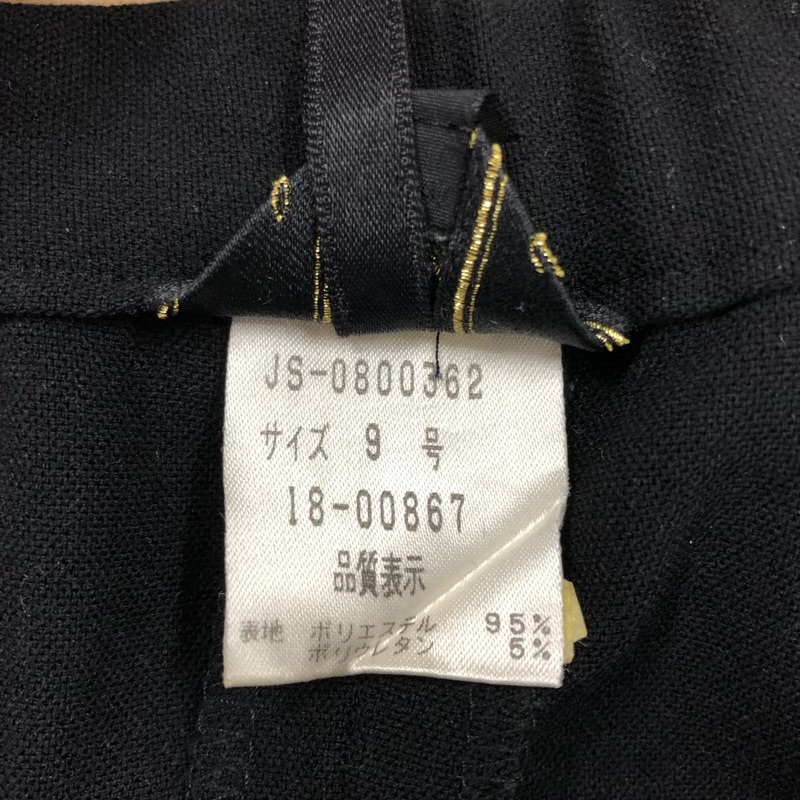 JS-0800362
サイズ 9 号
18-00867
品質表示
表地 ポリエステル 95%
ポリウレタン 5%